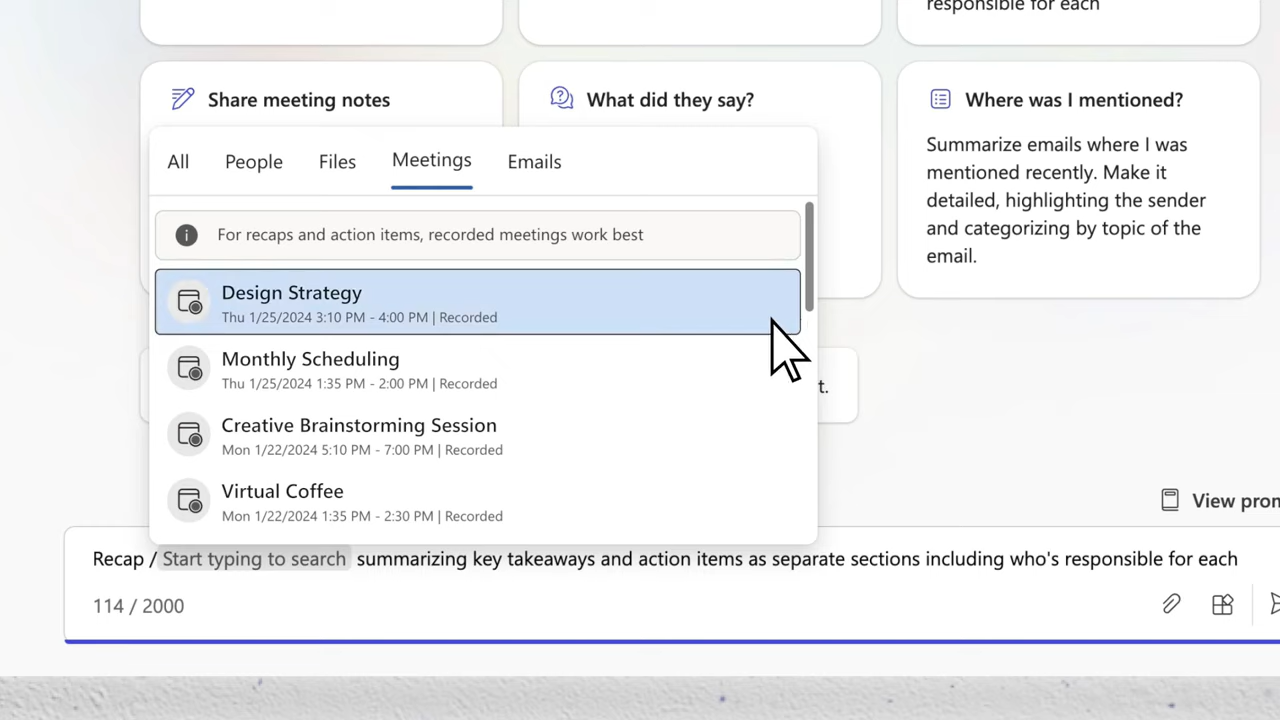 responsible for each
Share meeting notes
What did they say?
Where was I mentioned?
Summarize emails where I was
mentioned recently. Make it
detailed, highlighting the sender
and categorizing by topic of the
email.
All People Files Meetings Emails
For recaps and action items, recorded meetings work best
Design Strategy
Thu 1/25/2024 3:10 PM - 4:00 PM | Recorded
Monthly Scheduling
Thu 1/25/2024 1:35 PM - 2:00 PM | Recorded
t.
Creative Brainstorming Session
Mon 1/22/2024 5:10 PM - 7:00 PM | Recorded
Virtual Coffee
Mon 1/22/2024 1:35 PM - 2:30 PM | Recorded
View prom
Recap / Start typing to search summarizing key takeaways and action items as separate sections including who's responsible for each
114 / 2000